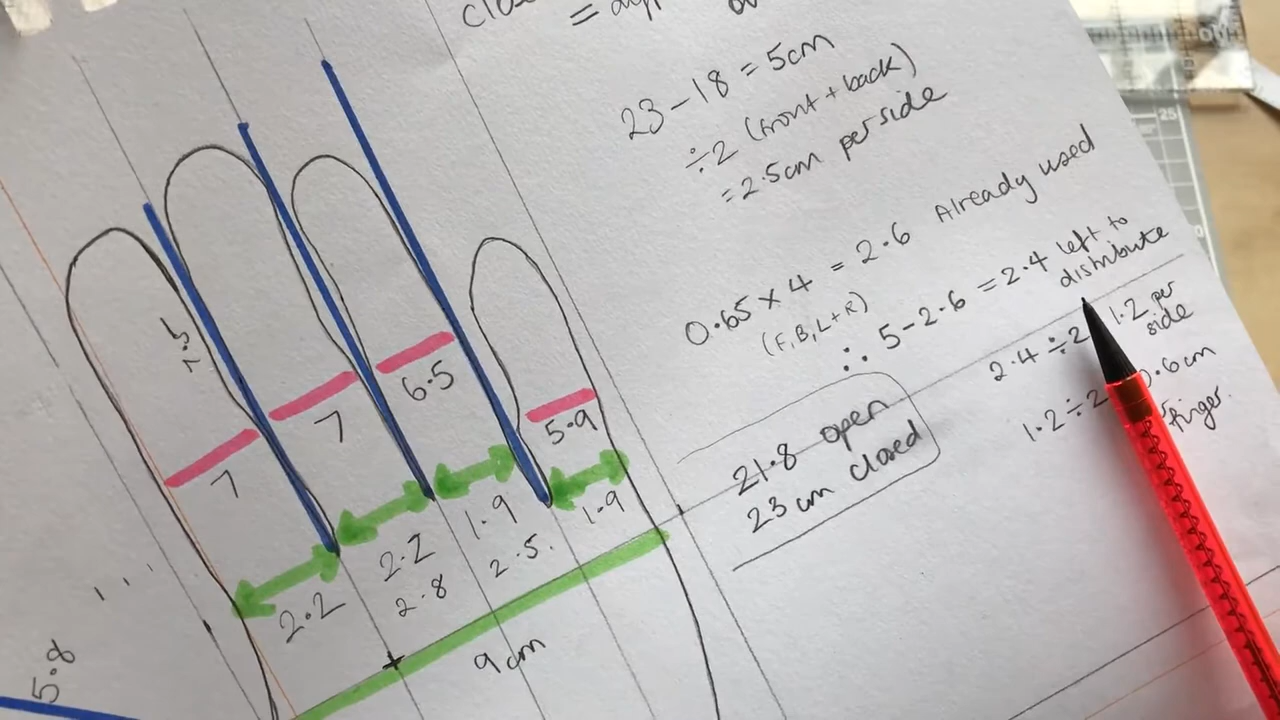 23 - 18 = 5cm
÷2 (front + back)
= 2.5cm per side
0.65 x 4 = 2.6 Already used
(F, B, L + R)
∴ 5 - 2.6 = 2.4 left to
distribute
2.4 ÷ 2 1.2 per
side
1.2 ÷ 2 0.6cm
finger.
21.8 open
23 cm closed
7.5
7
7
6.5
5.9
2.2
2.2
1.9
1.9
2.8
2.5
9cm
5.8
25